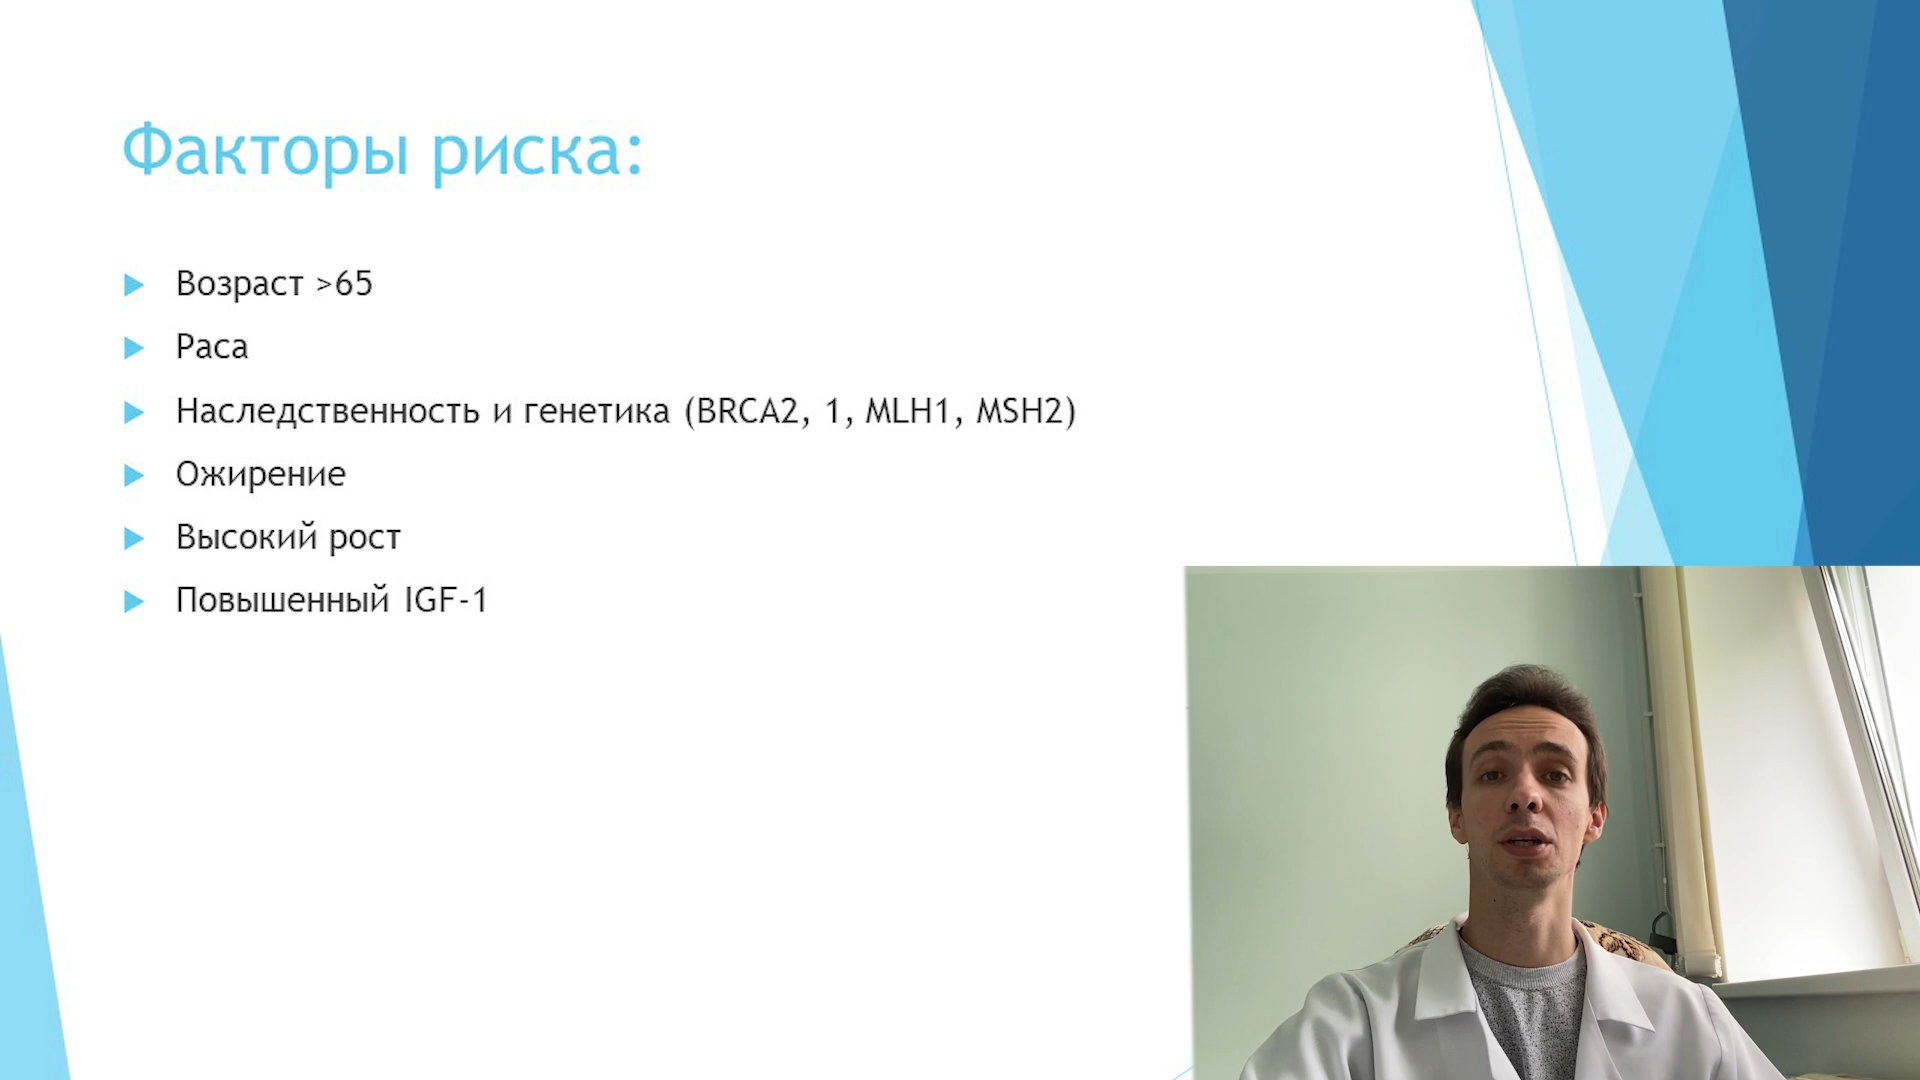 Факторы риска:
Возраст >65
Раса
Наследственность и генетика (BRCA2, 1, MLH1, MSH2)
Ожирение
Высокий рост
Повышенный IGF-1